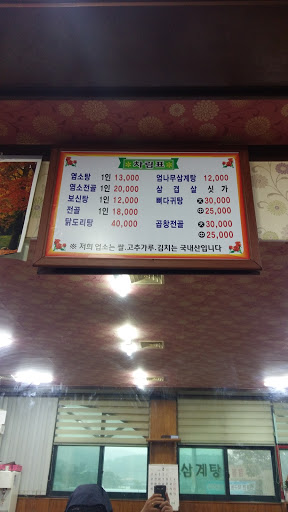 ※차림표※
염소탕 1인 13,000
염소전골 1인 20,000
보신탕 1인 12,000
전골 1인 18,000
닭도리탕 40,000
엄나무삼계탕 12,000
삼겹살 싯가
뼈다귀탕 大 30,000
中 25,000
곱창전골 大 30,000
中 25,000
※ 저희 업소는 쌀.고추가루.김치는 국내산입니다
삼계탕